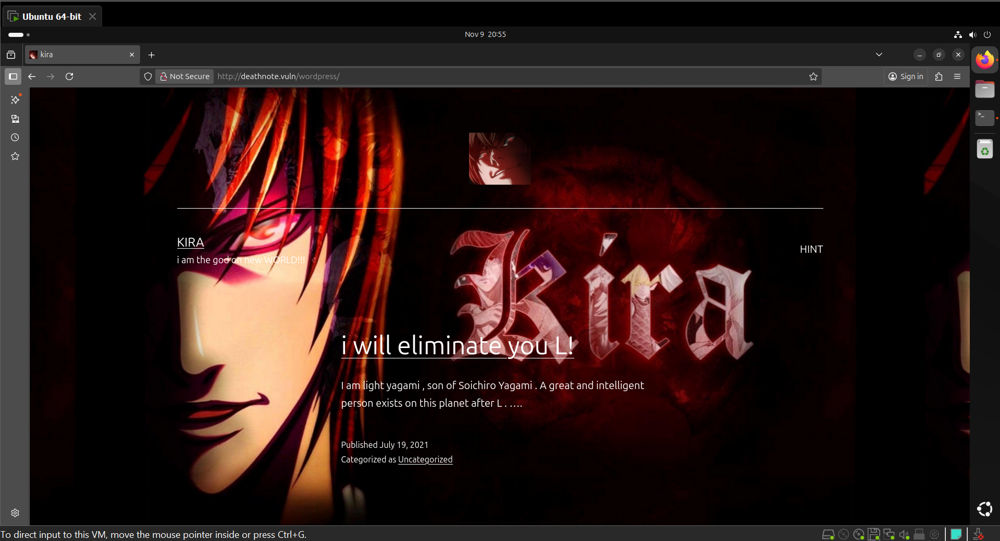 Ubuntu 64-bit
Nov 9 20:55
kira
Not Secure http://deathnote.vuln/wordpress/
Sign in
KIRA
i am the god on new WORLD!!!
HINT
Kira
i will eliminate you L!
I am light yagami , son of Soichiro Yagami . A great and intelligent
person exists on this planet after L . ….
Published July 19, 2021
Categorized as Uncategorized
To direct input to this VM, move the mouse pointer inside or press Ctrl+G.